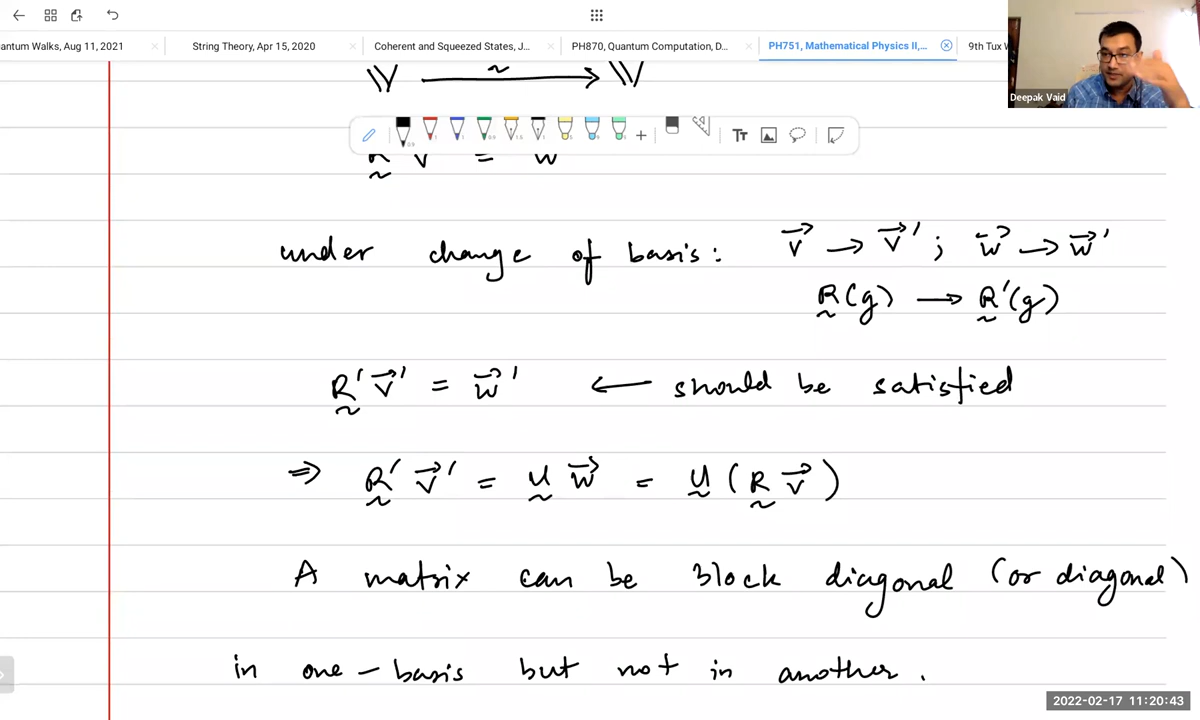 antum Walks, Aug 11, 2021 String Theory, Apr 15, 2020 Coherent and Squeezed States, J... PH870, Quantum Computation, D... PH751, Mathematical Physics II,... 9th Tux W
Deepak Vaid
V → V
~
Tt
R v = w
~
under change of basis: v⃗ → v⃗' ; w⃗ → w⃗'
R(g) → R'(g)
~ ~
R' v⃗' = w⃗' ← should be satisfied
~
⇒ R' v⃗' = U w⃗ = U ( R v⃗ )
~ ~ ~ ~
A matrix can be block diagonal (or diagonal)
in one - basis but not in another.
2022-02-17 11:20:43